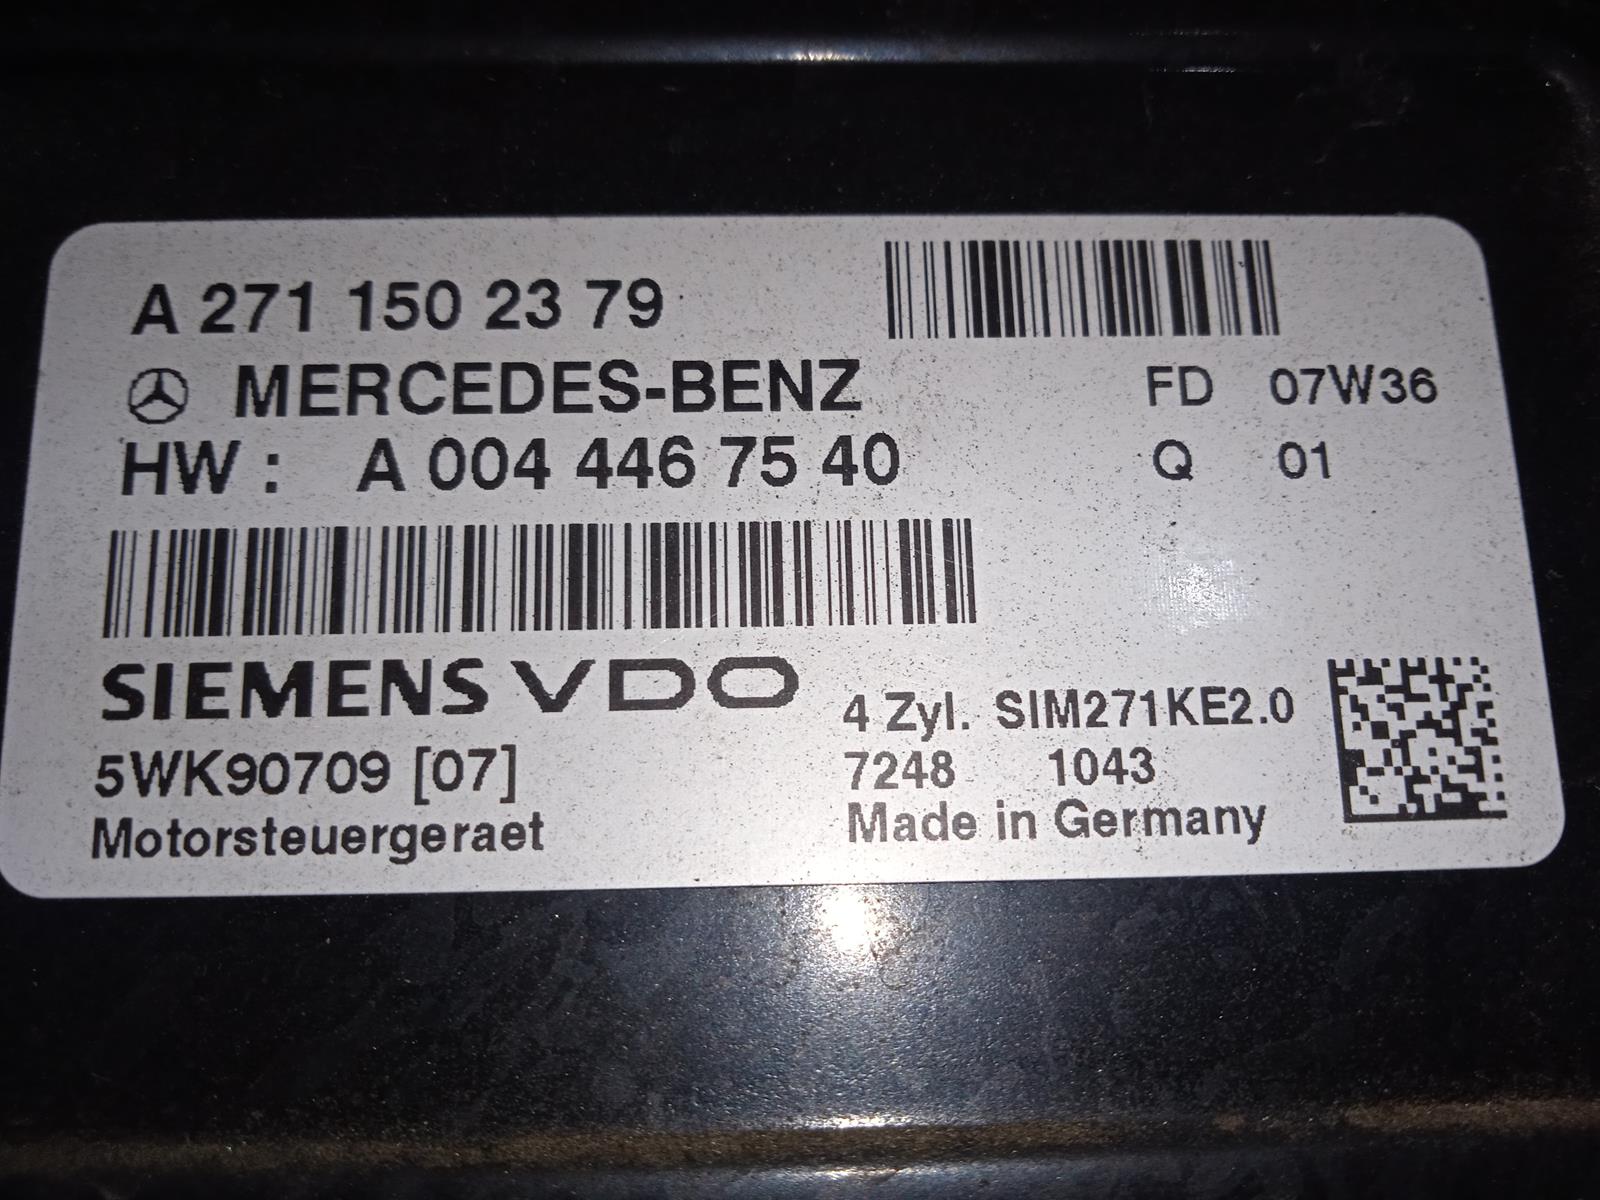 A 271 150 23 79
MERCEDES-BENZ
FD 07W36
HW : A 004 446 75 40
Q 01
SIEMENS VDO
4 Zyl. SIM271KE2.0
5WK90709 [07]
7248 1043
Motorsteuergeraet
Made in Germany